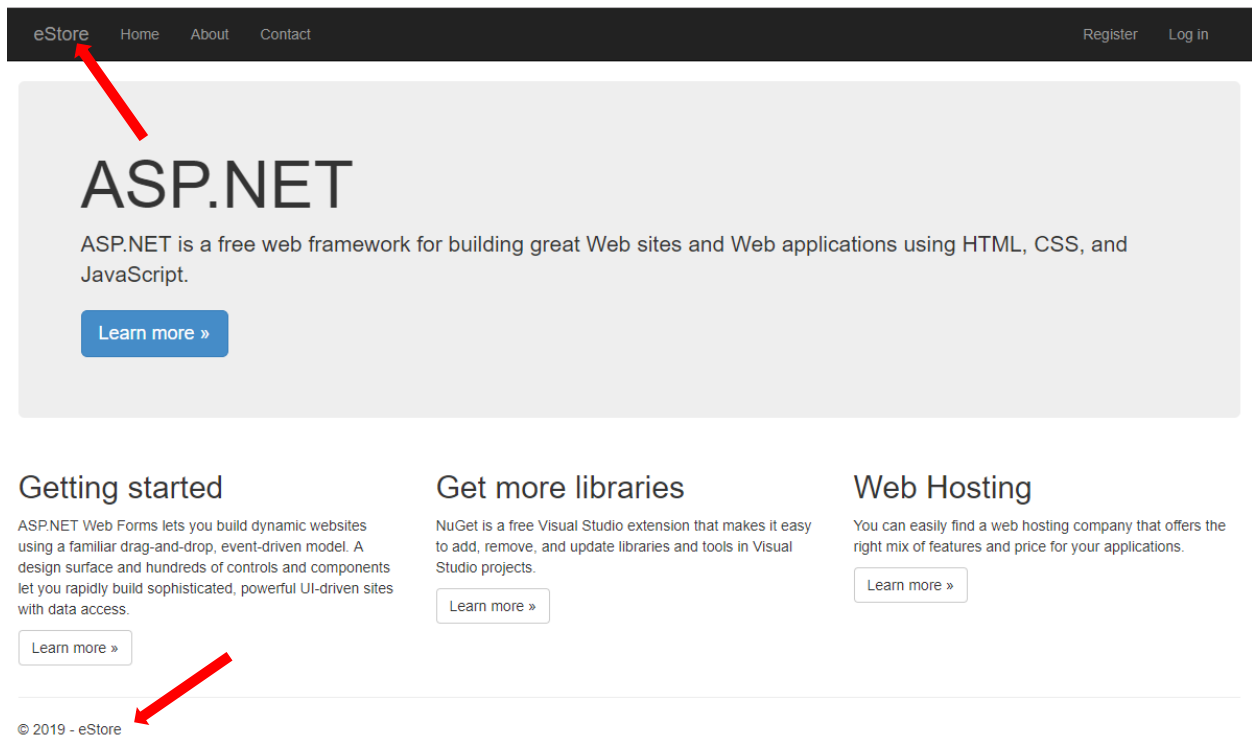 eStore Home About Contact Register Log in
ASP.NET
ASP.NET is a free web framework for building great Web sites and Web applications using HTML, CSS, and
JavaScript.
Learn more »
Getting started
ASP.NET Web Forms lets you build dynamic websites
using a familiar drag-and-drop, event-driven model. A
design surface and hundreds of controls and components
let you rapidly build sophisticated, powerful UI-driven sites
with data access.
Learn more »
Get more libraries
NuGet is a free Visual Studio extension that makes it easy
to add, remove, and update libraries and tools in Visual
Studio projects.
Learn more »
Web Hosting
You can easily find a web hosting company that offers the
right mix of features and price for your applications.
Learn more »
© 2019 - eStore